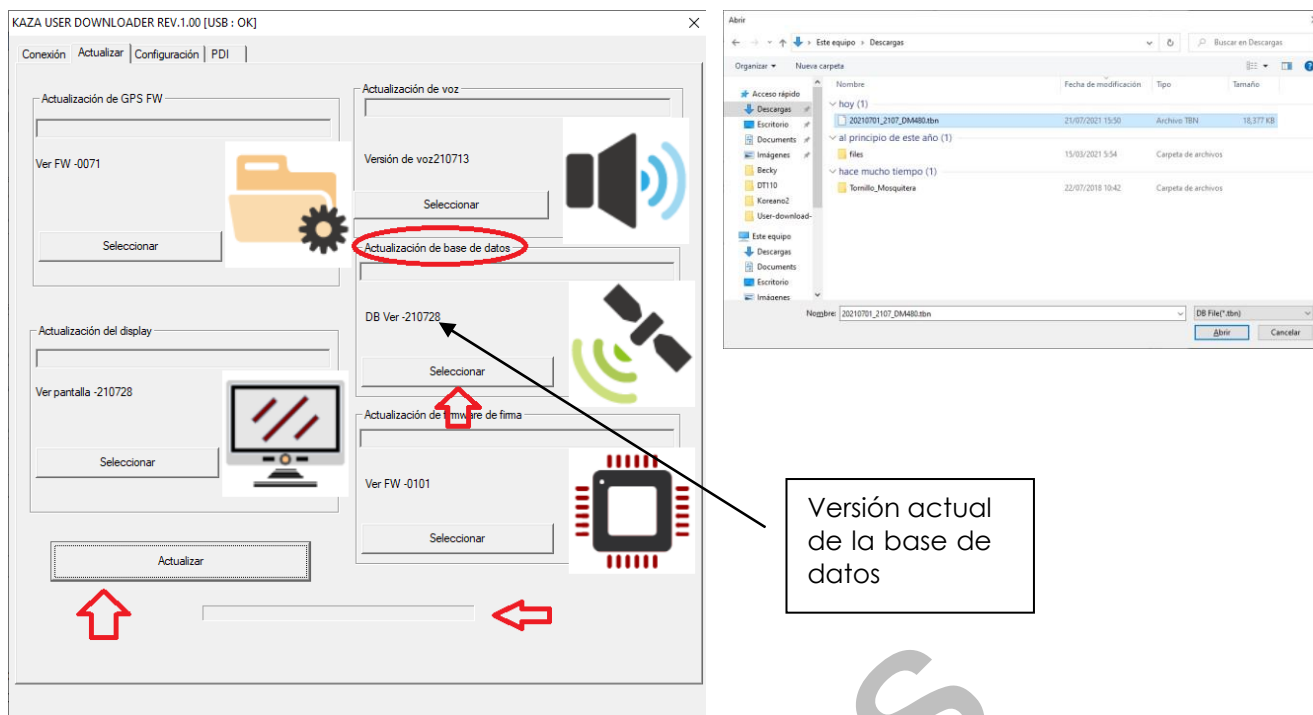 KAZA USER DOWNLOADER REV.1.00 [USB : OK]
Conexión Actualizar Configuración PDI
Actualización de GPS FW
Ver FW -0071
Seleccionar
Actualización del display
Ver pantalla -210728
Seleccionar
Actualizar
Actualización de voz
Versión de voz210713
Seleccionar
Actualización de base de datos
DB Ver -210728
Seleccionar
Actualización de firmware de firma
Ver FW -0101
Seleccionar
Abrir
Este equipo › Descargas
Buscar en Descargas
Organizar Nueva carpeta
Nombre Fecha de modificación Tipo Tamaño
Acceso rápido
Descargas
Escritorio
Documents
Imágenes
Becky
DT110
Koreano2
User-download-
Este equipo
Descargas
Documents
Escritorio
Imágenes
hoy (1)
20210701_2107_DM480.tbn 21/07/2021 15:50 Archivo TBN 18,377 KB
al principio de este año (1)
files 15/03/2021 5:54 Carpeta de archivos
hace mucho tiempo (1)
Tornillo_Mosquitera 22/07/2018 10:42 Carpeta de archivos
Nombre: 20210701_2107_DM480.tbn DB File(*.tbn)
Abrir Cancelar
Versión actual
de la base de
datos